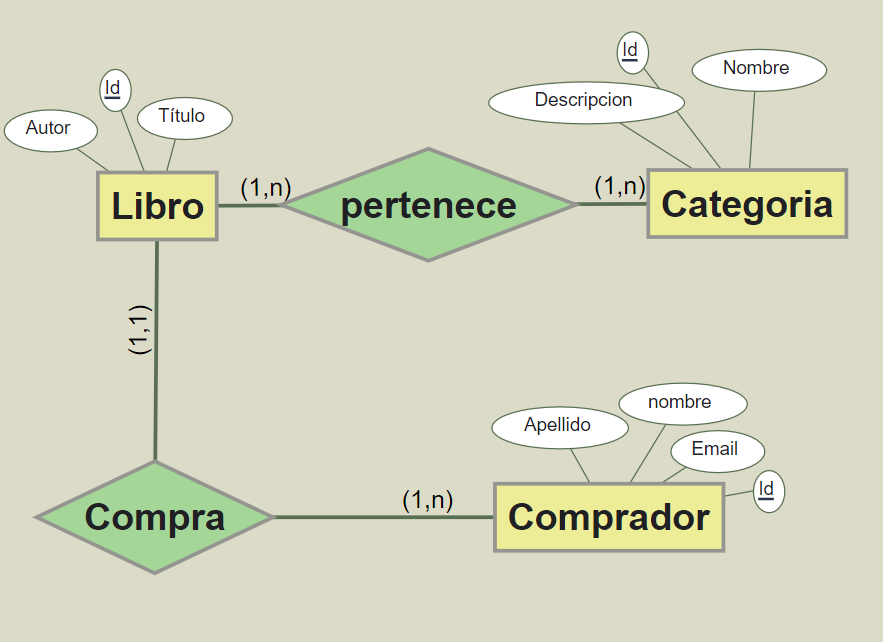 Id
Nombre
Descripcion
Id
Título
Autor
Libro
(1,n)
pertenece
(1,n)
Categoria
(1,1)
Apellido
nombre
Email
Id
Compra
(1,n)
Comprador